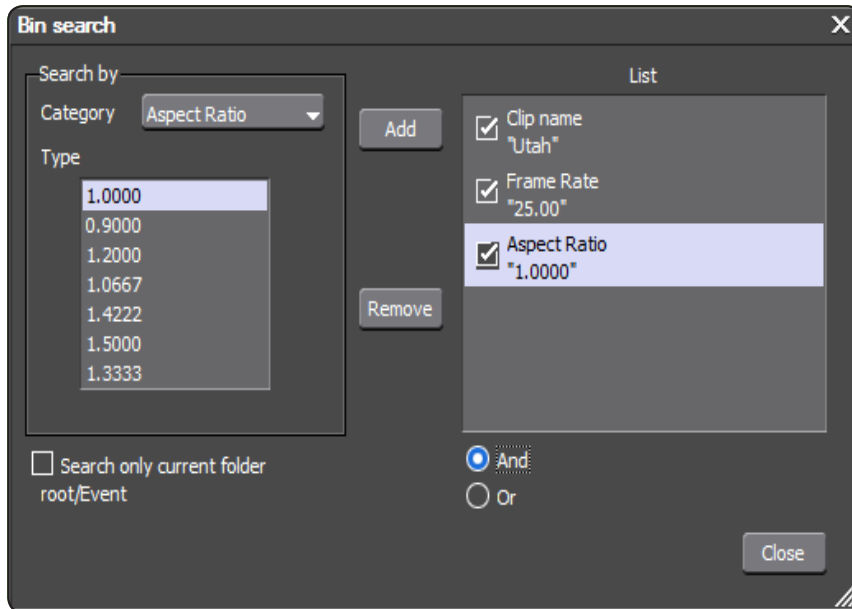 Bin search
Search by
Category
Aspect Ratio
Type
1.0000
0.9000
1.2000
1.0667
1.4222
1.5000
1.3333
Search only current folder
root/Event
Add
Remove
List
Clip name
"Utah"
Frame Rate
"25.00"
Aspect Ratio
"1.0000"
And
Or
Close